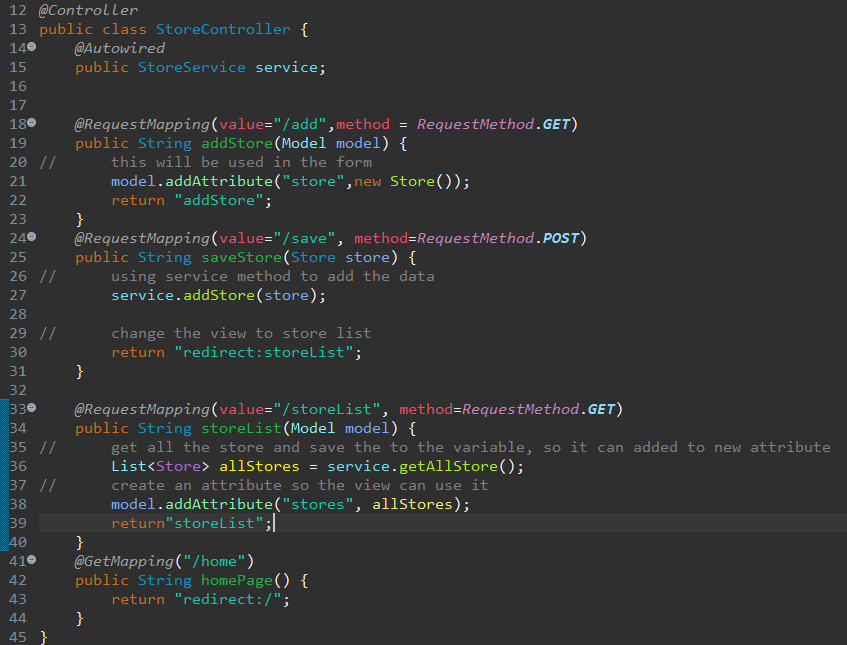 12 @Controller
13 public class StoreController {
14 @Autowired
15 public StoreService service;
16
17
18 @RequestMapping(value="/add",method = RequestMethod.GET)
19 public String addStore(Model model) {
20 // this will be used in the form
21 model.addAttribute("store",new Store());
22 return "addStore";
23 }
24 @RequestMapping(value="/save", method=RequestMethod.POST)
25 public String saveStore(Store store) {
26 // using service method to add the data
27 service.addStore(store);
28
29 // change the view to store list
30 return "redirect:storeList";
31 }
32
33 @RequestMapping(value="/storeList", method=RequestMethod.GET)
34 public String storeList(Model model) {
35 // get all the store and save the to the variable, so it can added to new attribute
36 List<Store> allStores = service.getAllStore();
37 // create an attribute so the view can use it
38 model.addAttribute("stores", allStores);
39 return"storeList";
40 }
41 @GetMapping("/home")
42 public String homePage() {
43 return "redirect:/";
44 }
45 }